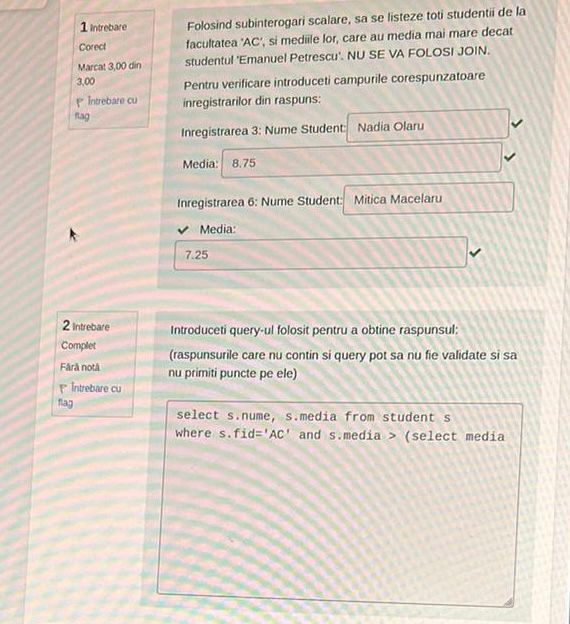 1 Intrebare
Corect
Marcat 3,00 din
3,00
Întrebare cu
flag
Folosind subinterogari scalare, sa se listeze toti studentii de la
facultatea 'AC', si mediile lor, care au media mai mare decat
studentul 'Emanuel Petrescu'. NU SE VA FOLOSI JOIN.
Pentru verificare introduceti campurile corespunzatoare
inregistrarilor din raspuns:
Inregistrarea 3: Nume Student: Nadia Olaru
Media: 8.75
Inregistrarea 6: Nume Student: Mitica Macelaru
Media:
7.25
2 Intrebare
Complet
Fără notă
Întrebare cu
flag
Introduceti query-ul folosit pentru a obtine raspunsul:
(raspunsurile care nu contin si query pot sa nu fie validate si sa
nu primiti puncte pe ele)
select s.nume, s.media from student s
where s.fid='AC' and s.media > (select media